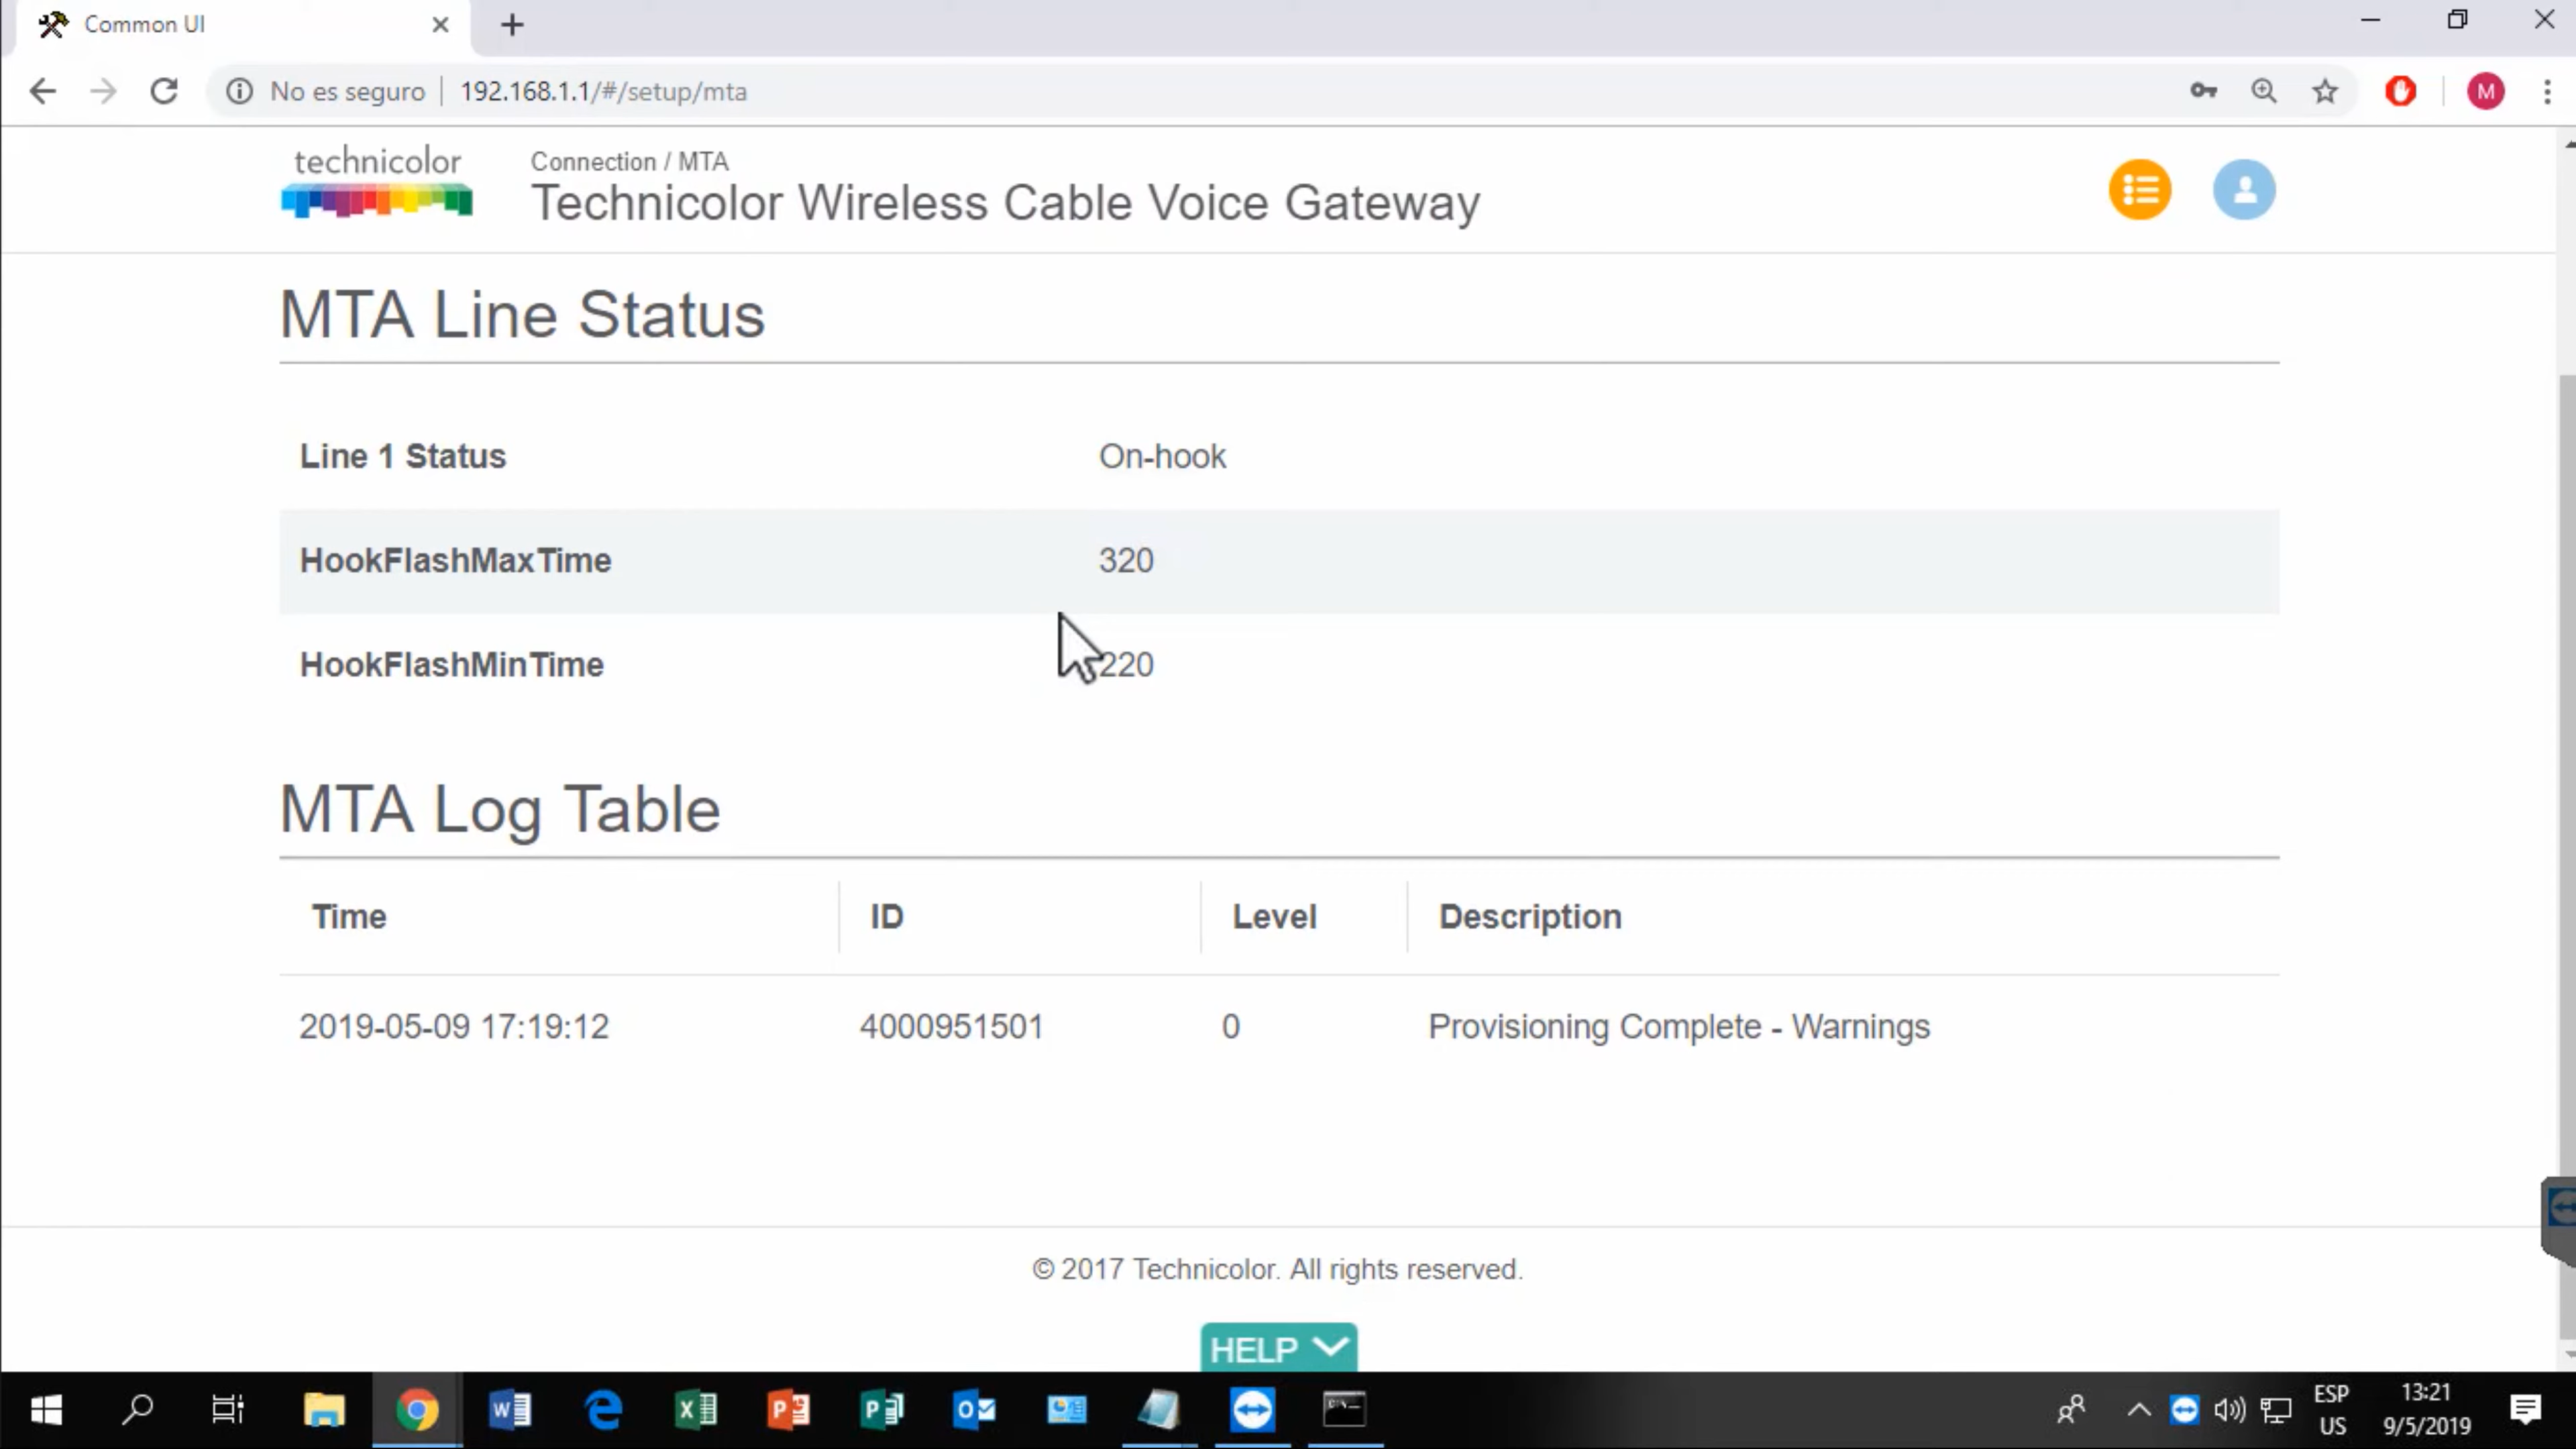 Common UI
No es seguro 192.168.1.1/#/setup/mta
M
technicolor
Connection / MTA
Technicolor Wireless Cable Voice Gateway
MTA Line Status
Line 1 Status On-hook
HookFlashMaxTime 320
HookFlashMinTime 220
MTA Log Table
Time ID Level Description
2019-05-09 17:19:12 4000951501 0 Provisioning Complete - Warnings
© 2017 Technicolor. All rights reserved.
HELP
ESP
US
13:21
9/5/2019